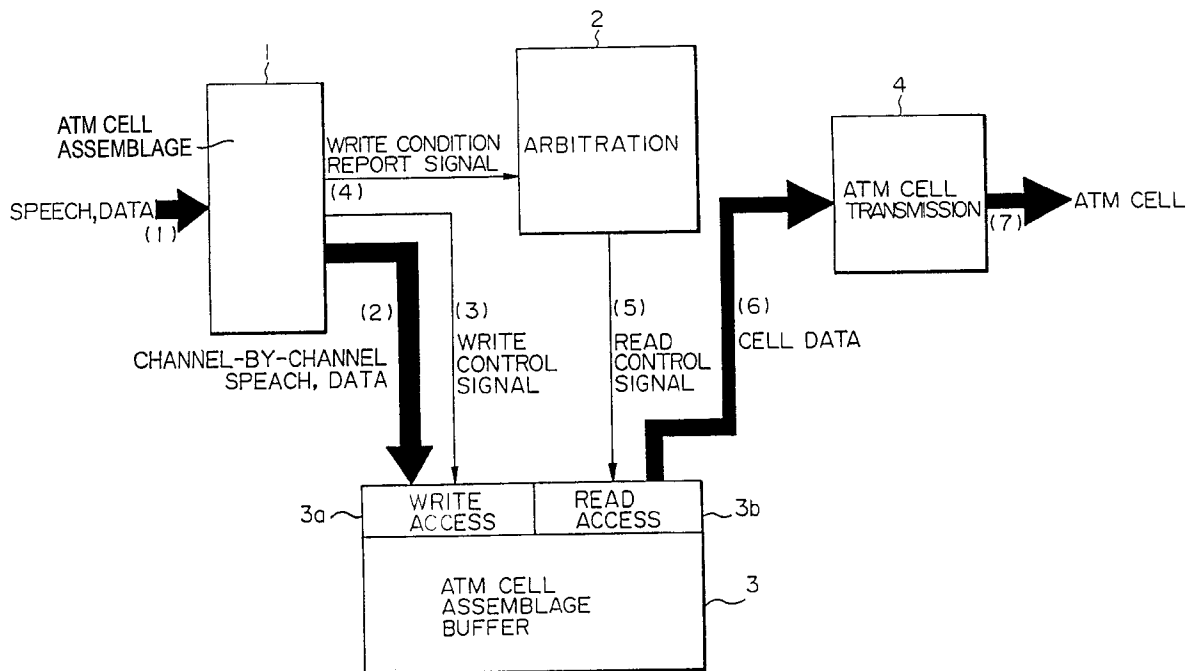 1
2
4
ATM CELL
ASSEMBLAGE
WRITE CONDITION
REPORT SIGNAL
(4)
ARBITRATION
SPEECH,DATA
(1)
ATM CELL
TRANSMISSION
(7)
ATM CELL
(2)
(3)
WRITE
CONTROL
SIGNAL
(5)
READ
CONTROL
SIGNAL
(6)
CELL DATA
CHANNEL-BY-CHANNEL
SPEACH, DATA
3a
WRITE
ACCESS
READ
ACCESS
3b
ATM CELL
ASSEMBLAGE
BUFFER
3